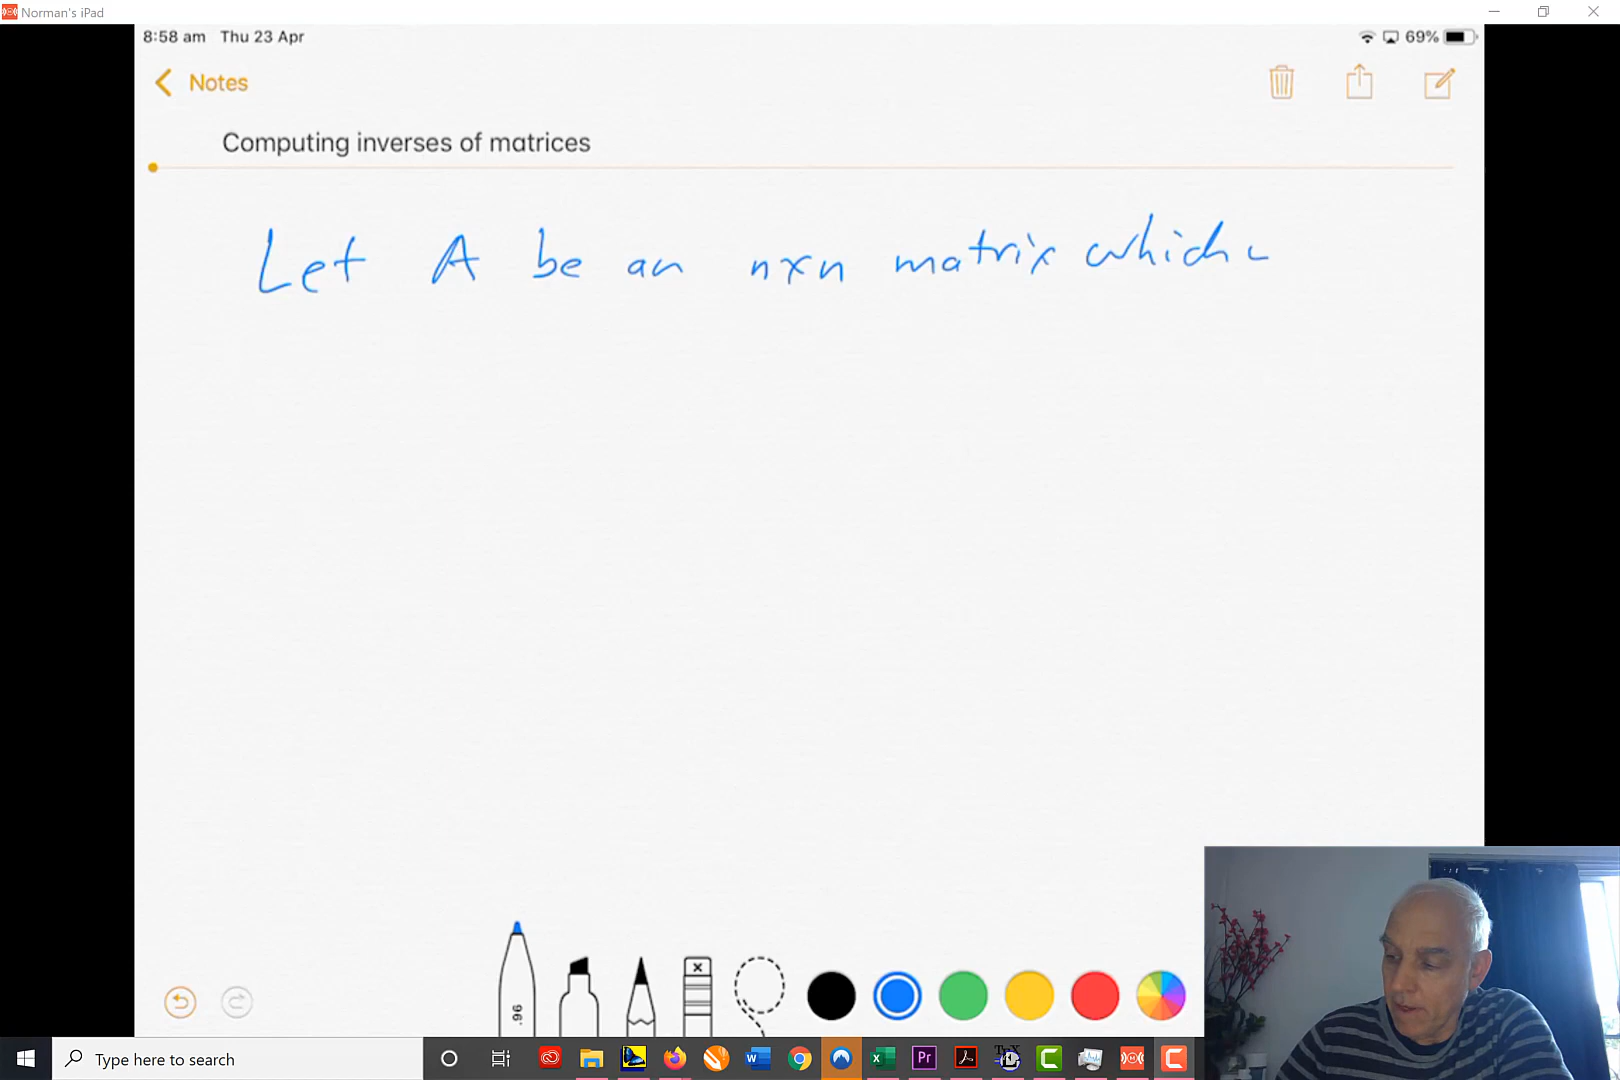 Norman's iPad
8:58 am Thu 23 Apr
69%
Notes
Computing inverses of matrices
Let A be an n×n matrix which
96
Type here to search